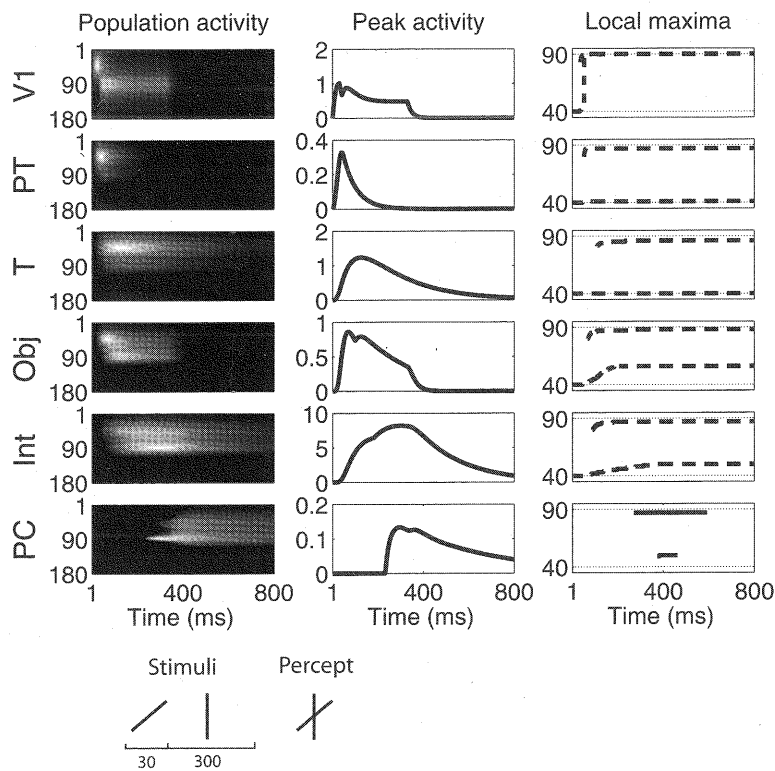 Population activity Peak activity Local maxima
V1 1 90 180 2 1 0 90 40
PT 1 90 180 0.4 0.2 0 90 40
T 1 90 180 2 1 0 90 40
Obj 1 90 180 1 0.5 0 90 40
Int 1 90 180 10 5 0 90 40
PC 1 90 180 0.2 0.1 0 90 40
1 400 800 1 400 800 1 400 800
Time (ms) Time (ms) Time (ms)
Stimuli Percept
30 300